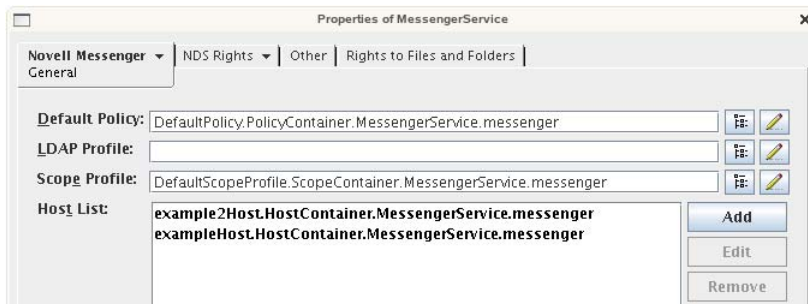 Properties of MessengerService
Novell Messenger NDS Rights Other Rights to Files and Folders
General
Default Policy: DefaultPolicy.PolicyContainer.MessengerService.messenger
LDAP Profile:
Scope Profile: DefaultScopeProfile.ScopeContainer.MessengerService.messenger
Host List: example2Host.HostContainer.MessengerService.messenger Add
exampleHost.HostContainer.MessengerService.messenger
Edit
Remove